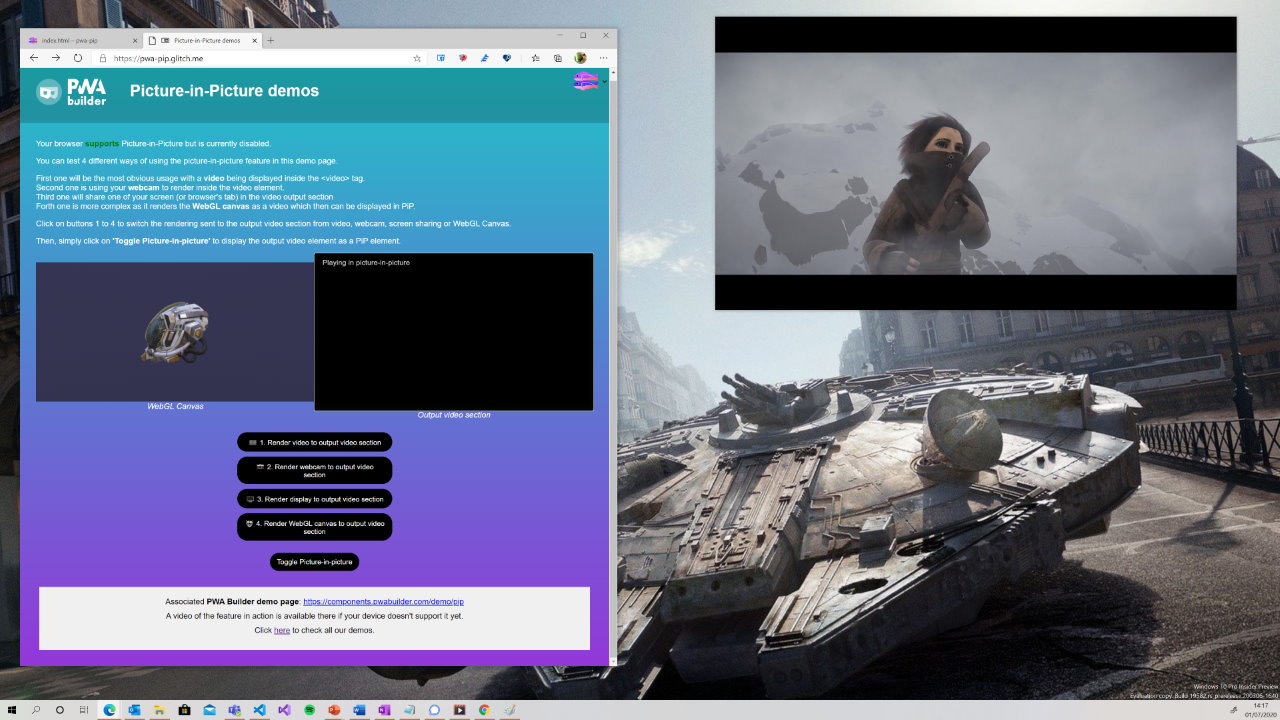 index.html – pwa-pip
Picture-in-Picture demos
https://pwa-pip.glitch.me
PWA
builder
Picture-in-Picture demos
Your browser supports Picture-in-Picture but is currently disabled.
You can test 4 different ways of using the picture-in-picture feature in this demo page.
First one will be the most obvious usage with a video being displayed inside the <video> tag.
Second one is using your webcam to render inside the video element.
Third one will share one of your screen (or browser's tab) in the video output section
Forth one is more complex as it renders the WebGL canvas as a video which then can be displayed in PiP.
Click on buttons 1 to 4 to switch the rendering sent to the output video section from video, webcam, screen sharing or WebGL Canvas.
Then, simply click on 'Toggle Picture-in-picture' to display the output video element as a PiP element.
Playing in picture-in-picture
WebGL Canvas
Output video section
1. Render video to output video section
2. Render webcam to output video
section
3. Render display to output video section
4. Render WebGL canvas to output video
section
Toggle Picture-in-picture
Associated PWA Builder demo page: https://components.pwabuilder.com/demo/pip
A video of the feature in action is available there if your device doesn't support it yet.
Click here to check all our demos.
Windows 10 Pro Insider Preview
Evaluation copy. Build 19582.rs_prerelease.200306-1640
14:17
01/07/2020